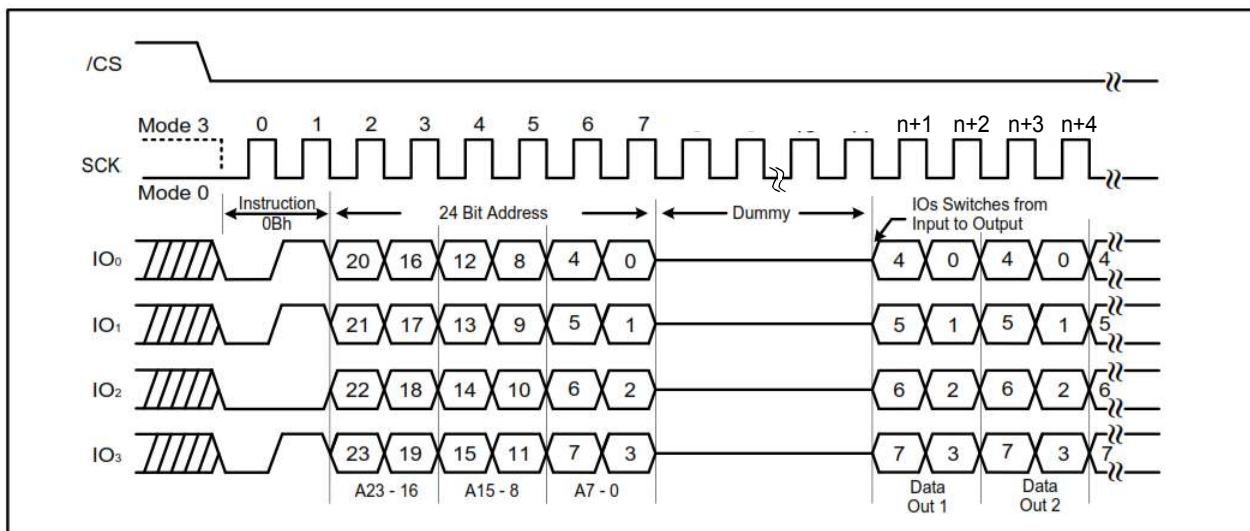 /CS
Mode 3 0 1 2 3 4 5 6 7 n+1 n+2 n+3 n+4
SCK
Mode 0
Instruction
0Bh
24 Bit Address
Dummy
IOs Switches from
Input to Output
IO₀ 20 16 12 8 4 0 4 0 4 0 4
IO₁ 21 17 13 9 5 1 5 1 5 1 5
IO₂ 22 18 14 10 6 2 6 2 6 2 6
IO₃ 23 19 15 11 7 3 7 3 7 3 7
A23 - 16 A15 - 8 A7 - 0
Data
Out 1
Data
Out 2